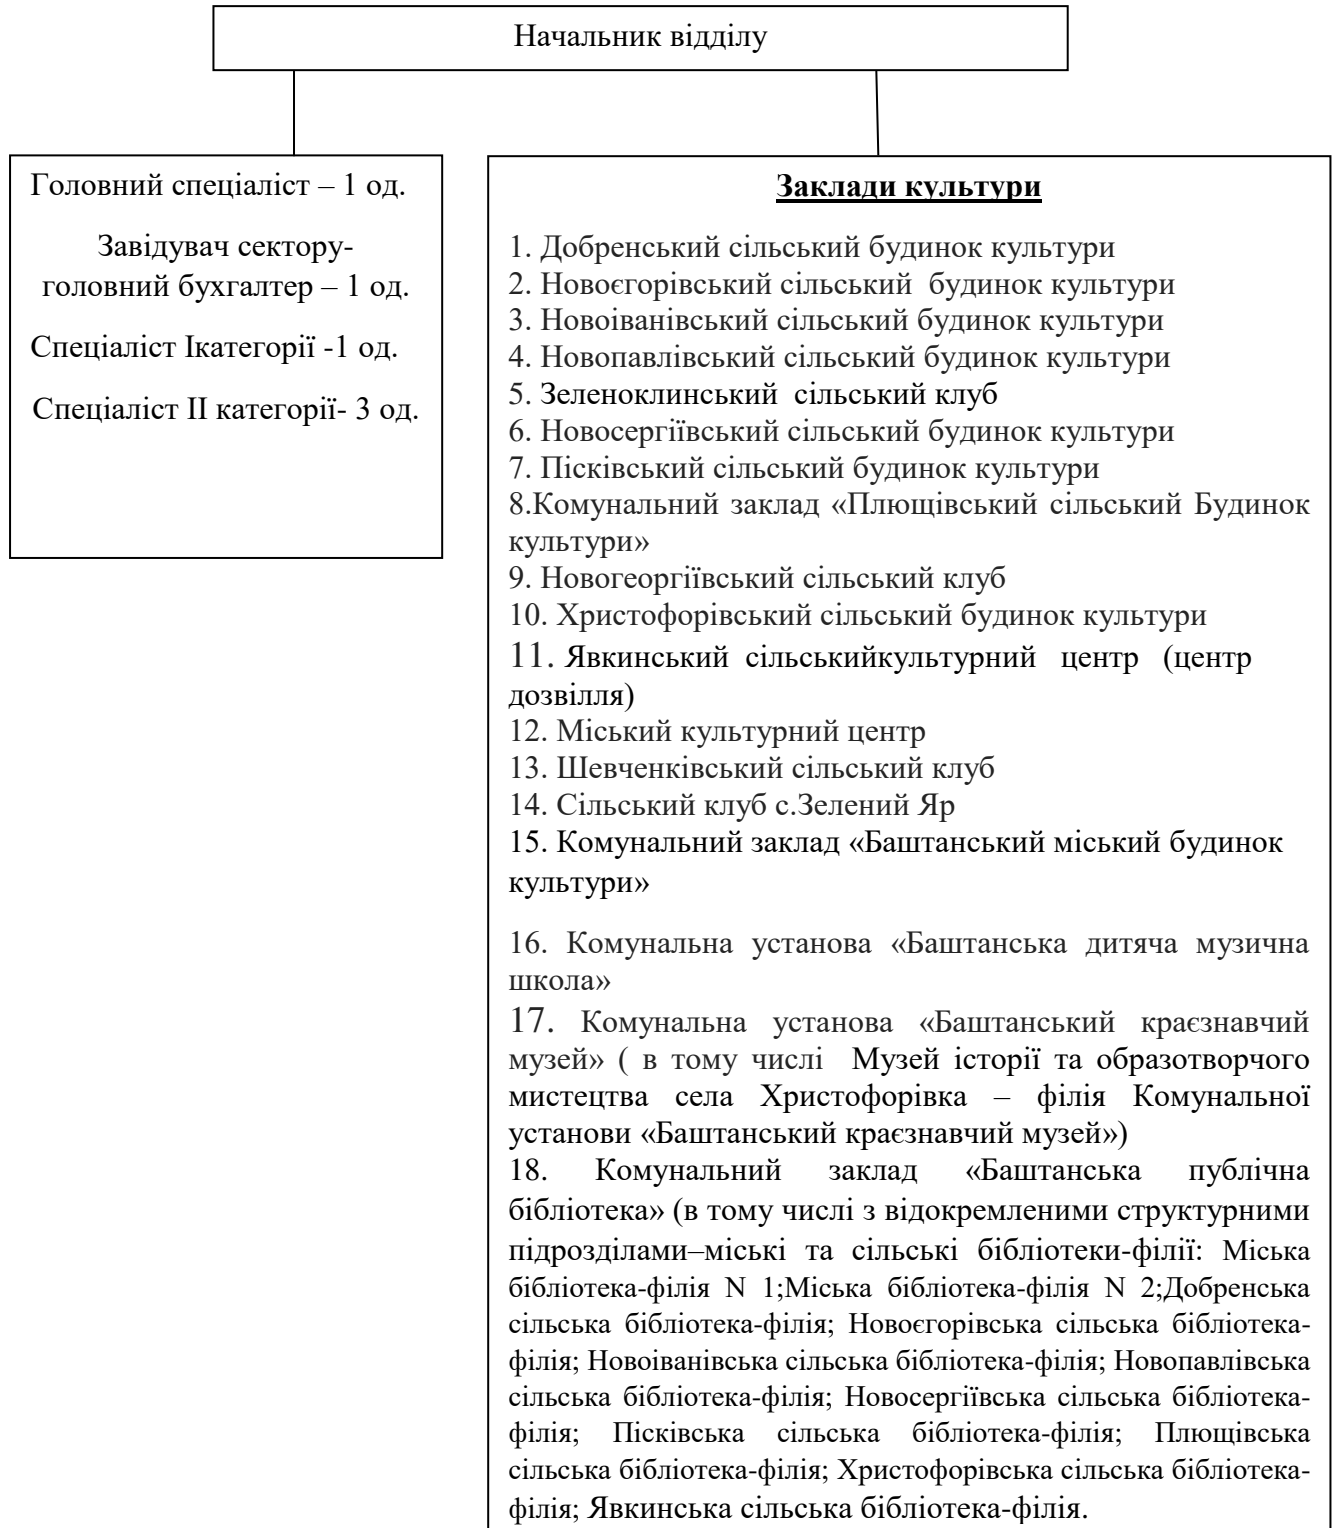 Начальник відділу
Головний спеціаліст – 1 од.
Завідувач сектору-
головний бухгалтер – 1 од.
Спеціаліст Ікатегорії -1 од.
Спеціаліст ІІ категорії- 3 од.
Заклади культури
1. Добренський сільський будинок культури
2. Новоєгорівський сільський  будинок культури
3. Новоіванівський сільський будинок культури
4. Новопавлівський сільський будинок культури
5. Зеленоклинський  сільський клуб
6. Новосергіївський сільський будинок культури
7. Пісківський сільський будинок культури
8.Комунальний заклад «Плющівський сільський Будинок
культури»
9. Новогеоргіївський сільський клуб
10. Христофорівський сільський будинок культури
11. Явкинський сільськийкультурний центр (центр
дозвілля)
12. Міський культурний центр
13. Шевченківський сільський клуб
14. Сільський клуб с.Зелений Яр
15. Комунальний заклад «Баштанський міський будинок
культури»
16. Комунальна установа «Баштанська дитяча музична
школа»
17. Комунальна установа «Баштанський краєзнавчий
музей» ( в тому числі  Музей історії та образотворчого
мистецтва села Христофорівка – філія Комунальної
установи «Баштанський краєзнавчий музей»)
18. Комунальний заклад «Баштанська публічна
бібліотека» (в тому числі з відокремленими структурними
підрозділами–міські та сільські бібліотеки-філії: Міська
бібліотека-філія N 1;Міська бібліотека-філія N 2;Добренська
сільська бібліотека-філія; Новоєгорівська сільська бібліотека-
філія; Новоіванівська сільська бібліотека-філія; Новопавлівська
сільська бібліотека-філія; Новосергіївська сільська бібліотека-
філія; Пісківська сільська бібліотека-філія; Плющівська
сільська бібліотека-філія; Христофорівська сільська бібліотека-
філія; Явкинська сільська бібліотека-філія.